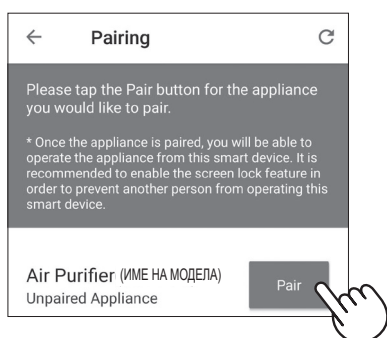 Pairing
Please tap the Pair button for the appliance
you would like to pair.
* Once the appliance is paired, you will be able to
operate the appliance from this smart device. It is
recommended to enable the screen lock feature in
order to prevent another person from operating this
smart device.
Air Purifier (ИМЕ НА МОДЕЛА)
Unpaired Appliance
Pair